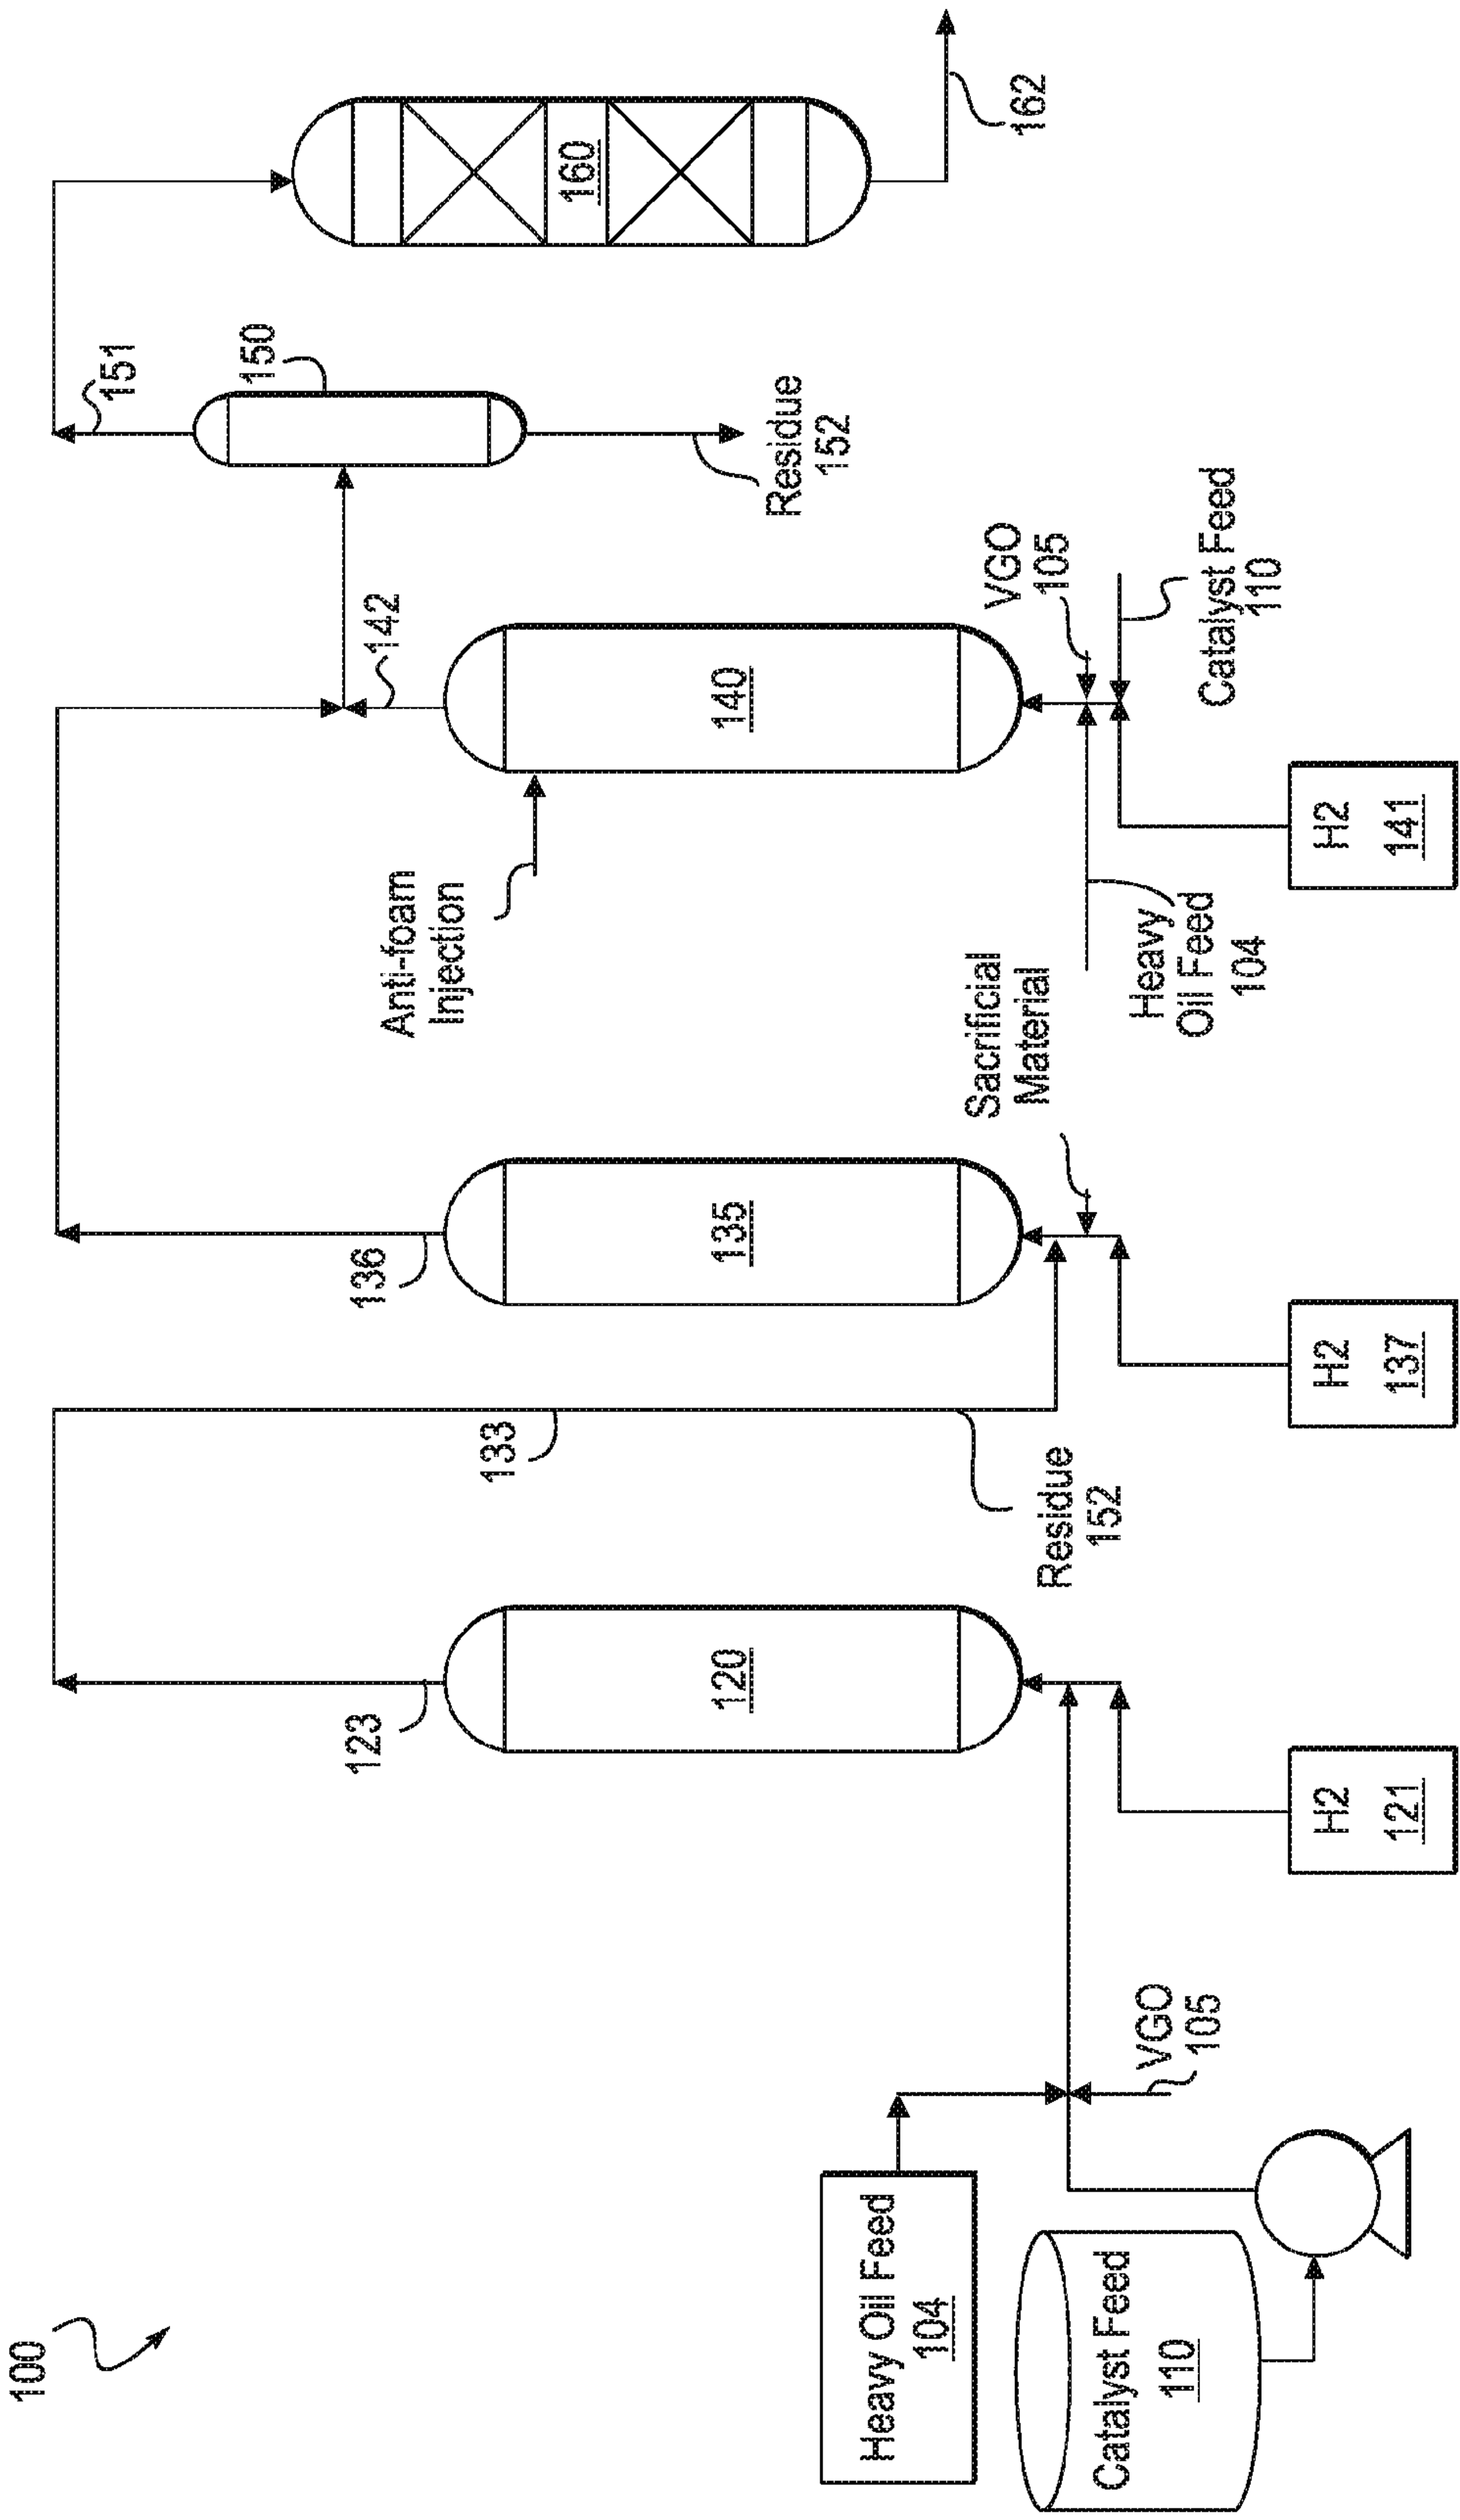 100
Heavy Oil Feed
104
Catalyst Feed
110
VGO
105
H2
121
120
123
133
Residue
152
H2
137
135
136
Sacrificial
Material
Anti-foam
Injection
Heavy
Oil Feed
104
H2
141
140
142
VGO
105
Catalyst Feed
110
150
151
Residue
152
160
162